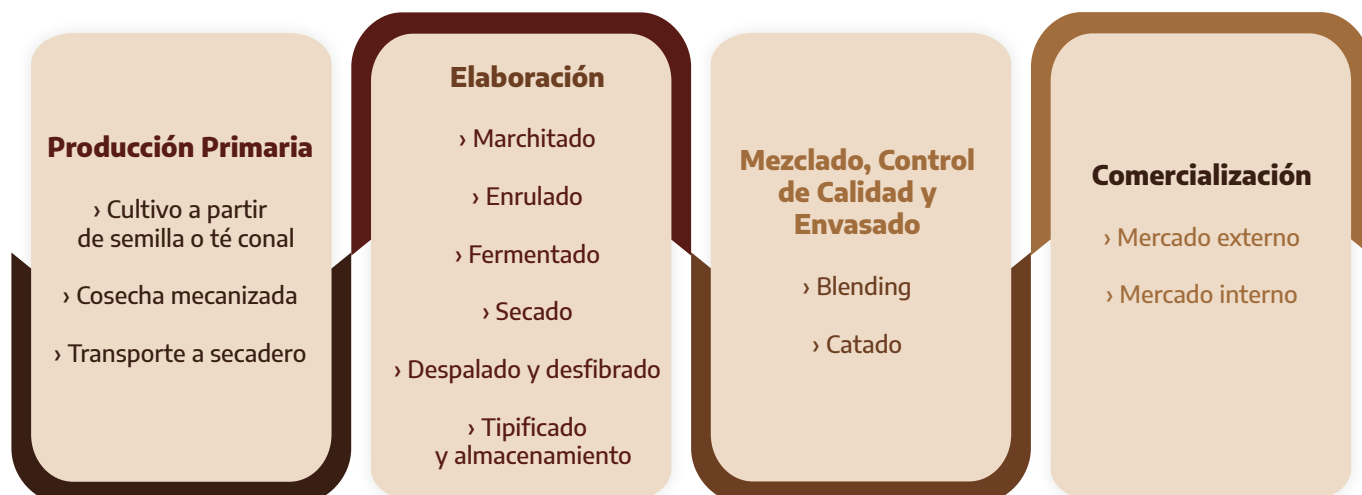 Producción Primaria
› Cultivo a partir
de semilla o té conal
› Cosecha mecanizada
› Transporte a secadero
Elaboración
› Marchitado
› Enrulado
› Fermentado
› Secado
› Despalado y desfibrado
› Tipificado
y almacenamiento
Mezclado, Control
de Calidad y
Envasado
› Blending
› Catado
Comercialización
› Mercado externo
› Mercado interno